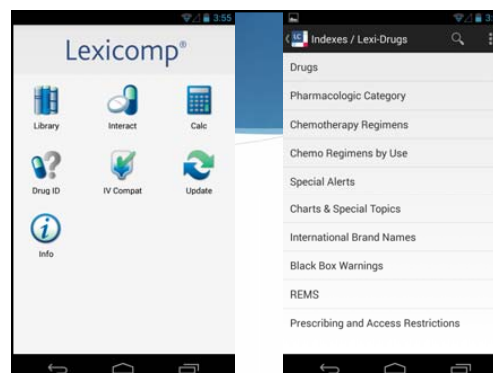 3:55
Lexicomp®
Library
Interact
Calc
Drug ID
IV Compat
Update
Info
Indexes / Lexi-Drugs
Drugs
Pharmacologic Category
Chemotherapy Regimens
Chemo Regimens by Use
Special Alerts
Charts & Special Topics
International Brand Names
Black Box Warnings
REMS
Prescribing and Access Restrictions